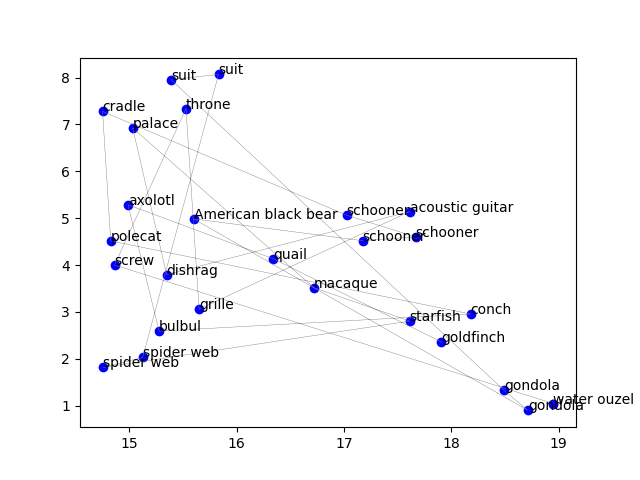 8
suit
suit
cradle
throne
7
palace
6
axolotl
American black bear
schooner
acoustic guitar
5
polecat
schooner
schooner
4
screw
dishrag
quail
macaque
3
grille
conch
bulbul
starfish
goldfinch
2
spider web
spider web
gondola
1
gondola
water ouzel
15
16
17
18
19